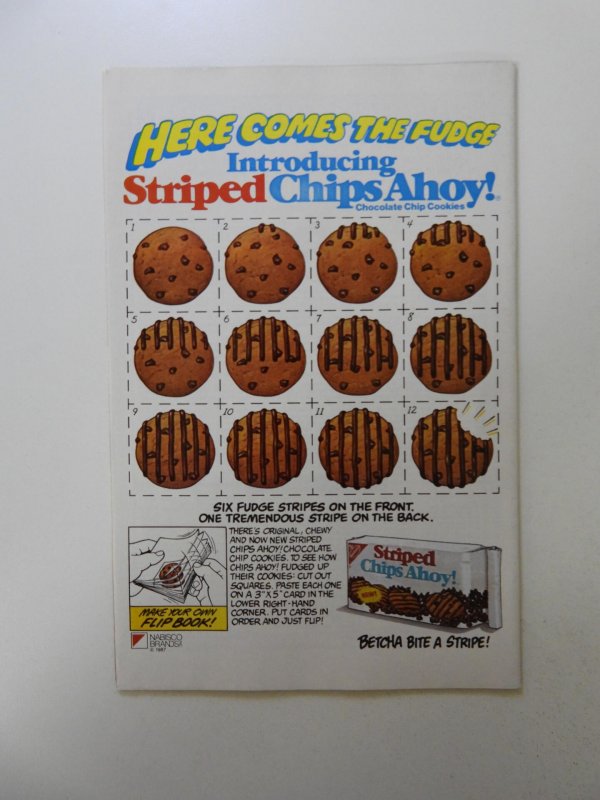 HERE COMES THE FUDGE
Introducing
Striped Chips Ahoy!®
Chocolate Chip Cookies
1 2 3 4
5 6 7 8
9 10 11 12
SIX FUDGE STRIPES ON THE FRONT.
ONE TREMENDOUS STRIPE ON THE BACK.
THERE'S ORIGINAL, CHEWY
AND NOW NEW STRIPED
CHIPS AHOY! CHOCOLATE
CHIP COOKIES. TO SEE HOW
CHIPS AHOY! FUDGED UP
THEIR COOKIES: CUT OUT
SQUARES. PASTE EACH ONE
ON A 3"X5" CARD IN THE
LOWER RIGHT-HAND
CORNER. PUT CARDS IN
ORDER AND JUST FLIP!
MAKE YOUR OWN
FLIP BOOK!
NABISCO
BRANDS
© 1987
Striped
Chips Ahoy!
BETCHA BITE A STRIPE!